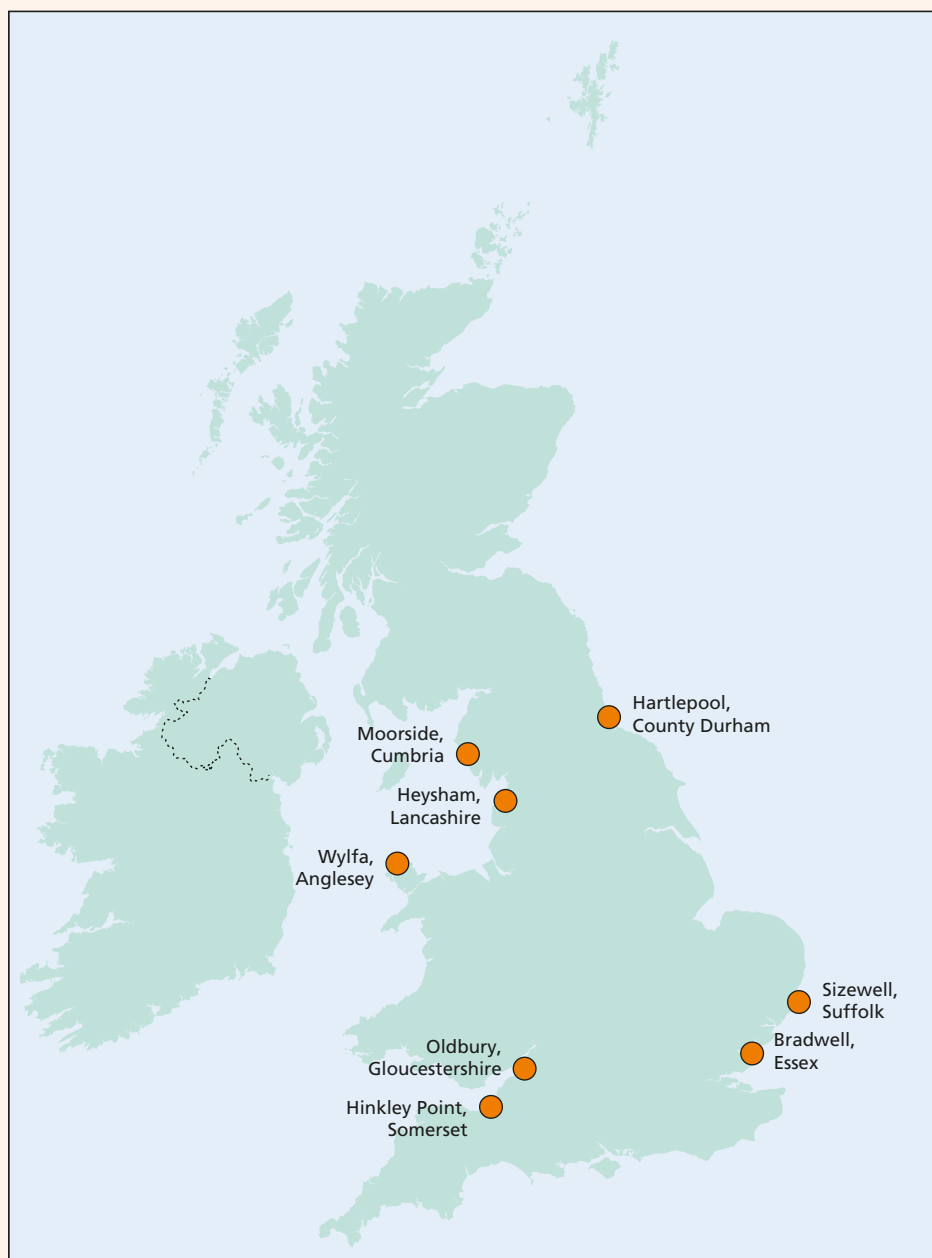 Hartlepool,
County Durham
Moorside,
Cumbria
Heysham,
Lancashire
Wylfa,
Anglesey
Sizewell,
Suffolk
Bradwell,
Essex
Oldbury,
Gloucestershire
Hinkley Point,
Somerset